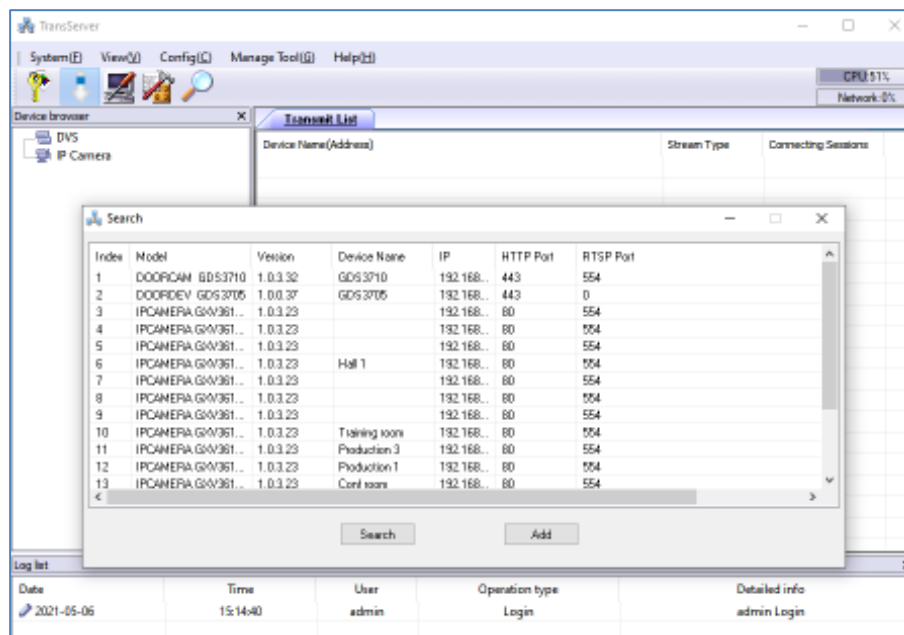 TransServer
System(F) View(V) Config(C) Manage Tool(G) Help(H)
CPU:51%
Network:0%
Device browser
Transmit List
DVS
IP Camera
Device Name(Address) Stream Type Connecting Sessions
Search
Index Model Version Device Name IP HTTP Port RTSP Port
1 DOORCAM GDS3710 1.0.3.32 GDS3710 192.168... 443 554
2 DOORDEV GDS3705 1.0.0.37 GDS3705 192.168... 443 0
3 IPCAMERA GXV361... 1.0.3.23 192.168... 80 554
4 IPCAMERA GXV361... 1.0.3.23 192.168... 80 554
5 IPCAMERA GXV361... 1.0.3.23 192.168... 80 554
6 IPCAMERA GXV361... 1.0.3.23 Hall 1 192.168... 80 554
7 IPCAMERA GXV361... 1.0.3.23 192.168... 80 554
8 IPCAMERA GXV361... 1.0.3.23 192.168... 80 554
9 IPCAMERA GXV361... 1.0.3.23 192.168... 80 554
10 IPCAMERA GXV361... 1.0.3.23 Training room 192.168... 80 554
11 IPCAMERA GXV361... 1.0.3.23 Production 3 192.168... 80 554
12 IPCAMERA GXV361... 1.0.3.23 Production 1 192.168... 80 554
13 IPCAMERA GXV361... 1.0.3.23 Conf room 192.168... 80 554
Search Add
Log list
Date Time User Operation type Detailed info
2021-05-06 15:14:40 admin Login admin Login